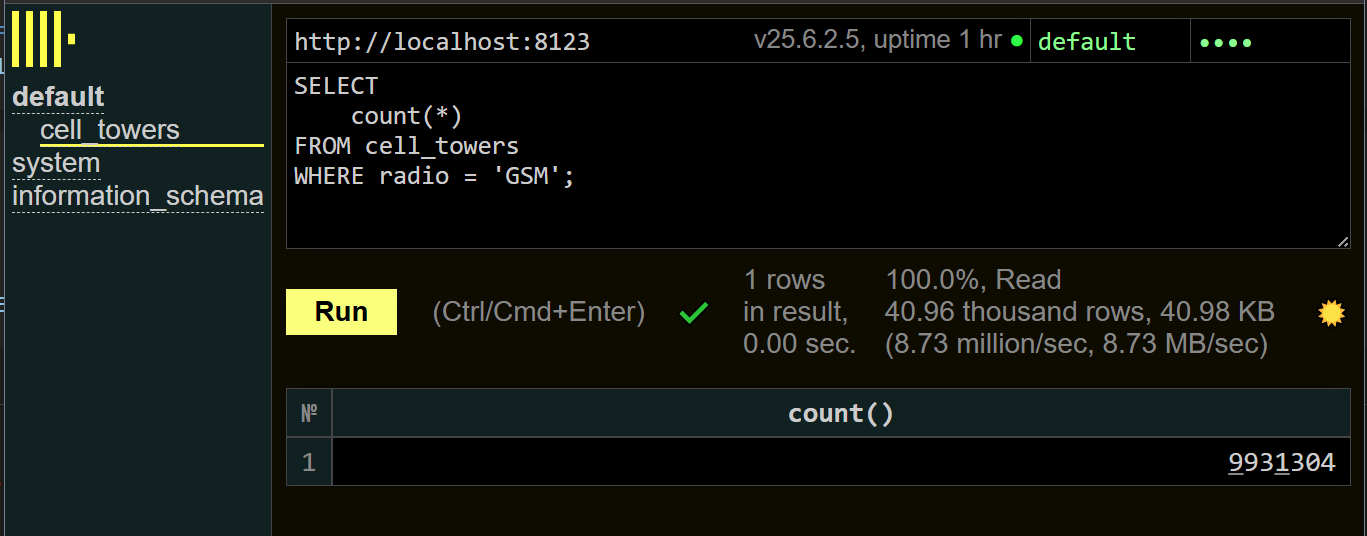 http://localhost:8123
v25.6.2.5, uptime 1 hr
default
••••
default
cell_towers
system
information_schema
SELECT
    count(*)
FROM cell_towers
WHERE radio = 'GSM';
Run
(Ctrl/Cmd+Enter)
1 rows
in result,
0.00 sec.
100.0%, Read
40.96 thousand rows, 40.98 KB
(8.73 million/sec, 8.73 MB/sec)
№ count()
1 9931304